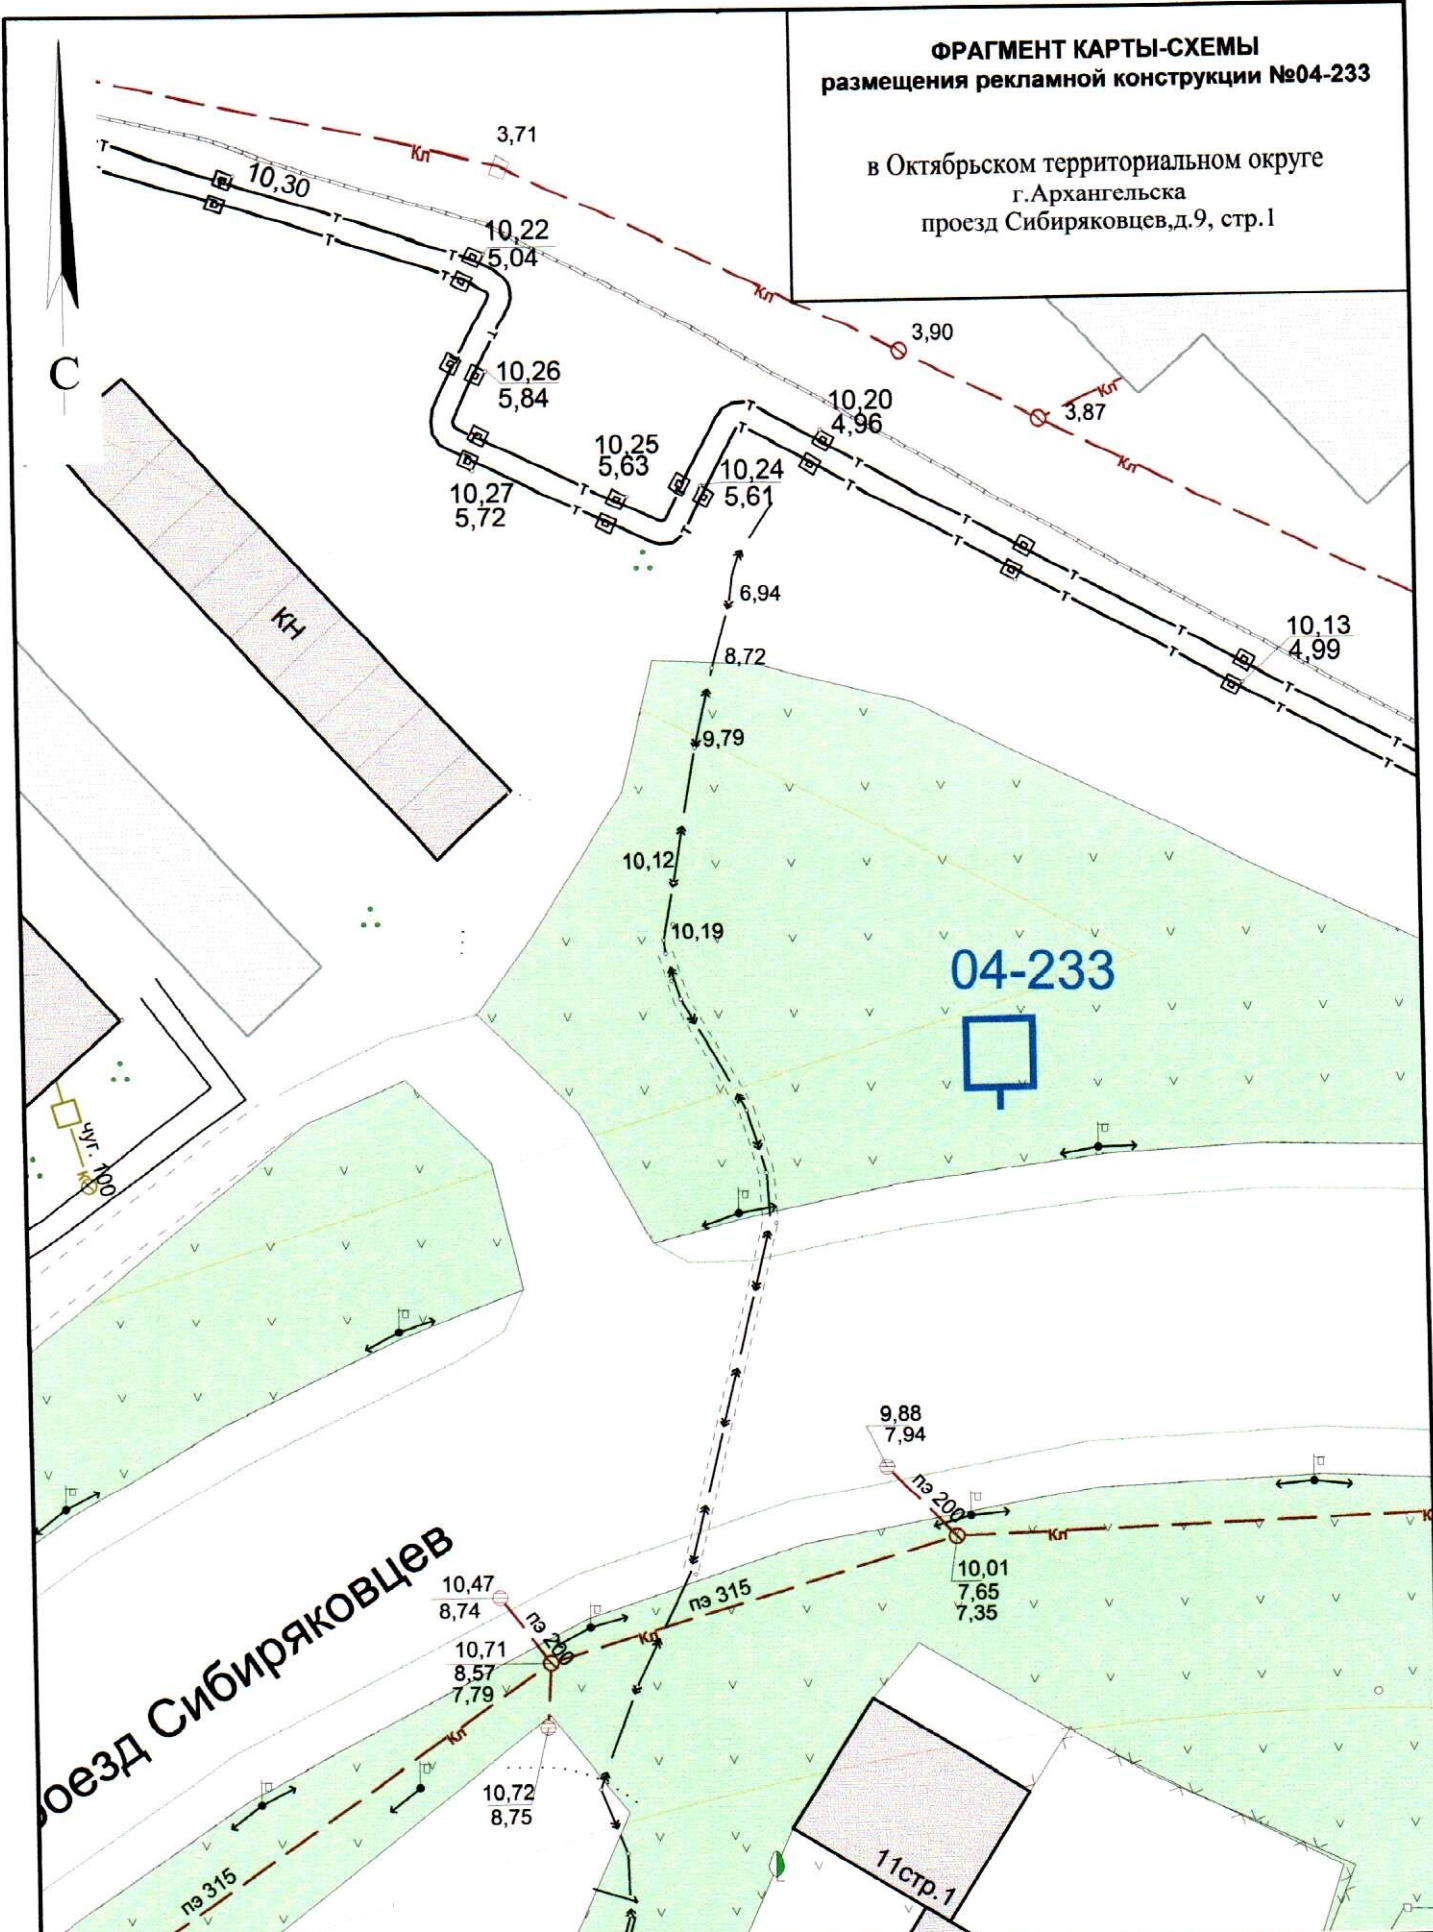 ФРАГМЕНТ КАРТЫ-СХЕМЫ
размещения рекламной конструкции №04-233
в Октябрьском территориальном округе
г.Архангельска
проезд Сибиряковцев,д.9, стр.1
Кл
3,71
10,30
10,22
5,04
Кл
3,90
С
10,26
5,84
10,20
4,96
Кл
3,87
10,25
5,63
10,24
5,61
Кл
10,27
5,72
6,94
КН
10,13
4,99
8,72
9,79
10,12
10,19
04-233
чуг. 100
К
9,88
7,94
пэ 200
Кл
К
10,01
7,65
7,35
пэ 315
10,47
8,74
пэ 200
Кл
10,71
8,57
7,79
Кл
оезд Сибиряковцев
10,72
8,75
11стр.1
пэ 315